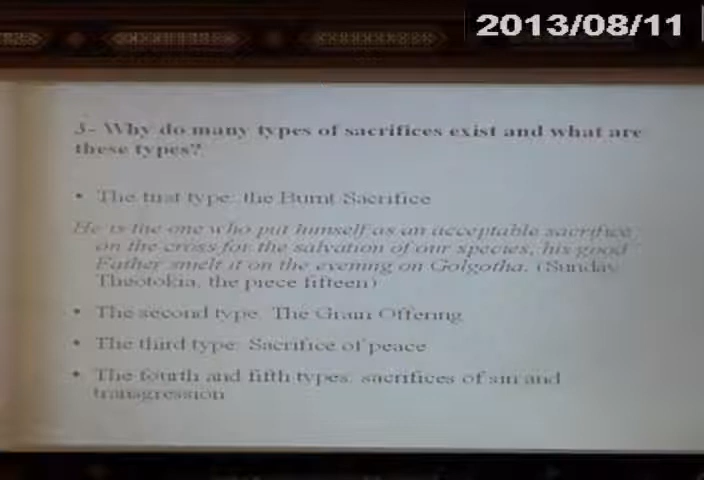 2013/08/11
3- Why do many types of sacrifices exist and what are
these types?
• The first type: the Burnt Sacrifice
He is the one who put himself as an acceptable sacrifice
on the cross for the salvation of our species, his good
Father smelt it on the evening on Golgotha. (Sunday
Theotokia, the piece fifteen)
• The second type: The Grain Offering
• The third type: Sacrifice of peace
• The fourth and fifth types: sacrifices of sin and
transgression